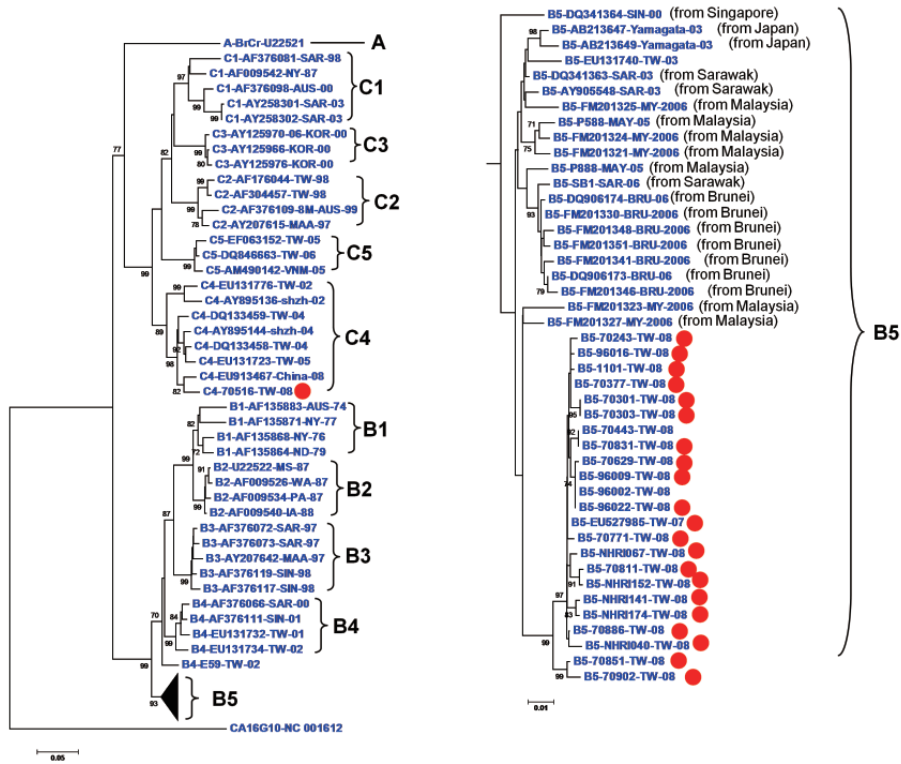 A-BrCr-U22521
A
C1-AF376081-SAR-98
C1-AF009542-NY-87
C1-AF376098-AUS-00
C1-AY258301-SAR-03
C1-AY258302-SAR-03
C1
C3-AY125970-06-KOR-00
C3-AY125966-KOR-00
C3-AY125976-KOR-00
C3
C2-AF176044-TW-98
C2-AF304457-TW-98
C2-AF376109-8M-AUS-99
C2-AY207615-MAA-97
C2
C5-EF063152-TW-05
C5-DQ846663-TW-06
C5-AM490142-VNM-05
C5
C4-EU131776-TW-02
C4-AY895136-shzh-02
C4-DQ133459-TW-04
C4-AY895144-shzh-04
C4-DQ133458-TW-04
C4-EU131723-TW-05
C4-EU913467-China-08
C4-70516-TW-08
C4
B1-AF135883-AUS-74
B1-AF135871-NY-77
B1-AF135868-NY-76
B1-AF135864-ND-79
B1
B2-U22522-MS-87
B2-AF009526-WA-87
B2-AF009534-PA-87
B2-AF009540-IA-88
B2
B3-AF376072-SAR-97
B3-AF376073-SAR-97
B3-AY207642-MAA-97
B3-AF376119-SIN-98
B3-AF376117-SIN-98
B3
B4-AF376066-SAR-00
B4-AF376111-SIN-01
B4-EU131732-TW-01
B4-EU131734-TW-02
B4
B4-E59-TW-02
B5
CA16G10-NC 001612
77
97
99
99
99
80
82
99
99
78
99
99
89
92
98
82
82
72
99
91
99
87
99
70
84
99
99
93
0.05
B5-DQ341364-SIN-00 (from Singapore)
B5-AB213647-Yamagata-03 (from Japan)
B5-AB213649-Yamagata-03 (from Japan)
B5-EU131740-TW-03
B5-DQ341363-SAR-03 (from Sarawak)
B5-AY905548-SAR-03 (from Sarawak)
B5-FM201325-MY-2006 (from Malaysia)
B5-P588-MAY-05 (from Malaysia)
B5-FM201324-MY-2006 (from Malaysia)
B5-FM201321-MY-2006 (from Malaysia)
B5-P888-MAY-05 (from Malaysia)
B5-SB1-SAR-06 (from Sarawak)
B5-DQ906174-BRU-06 (from Brunei)
B5-FM201330-BRU-2006 (from Brunei)
B5-FM201348-BRU-2006 (from Brunei)
B5-FM201351-BRU-2006 (from Brunei)
B5-FM201341-BRU-2006 (from Brunei)
B5-DQ906173-BRU-06 (from Brunei)
B5-FM201346-BRU-2006 (from Brunei)
B5-FM201323-MY-2006 (from Malaysia)
B5-FM201327-MY-2006 (from Malaysia)
B5-70243-TW-08
B5-96016-TW-08
B5-1101-TW-08
B5-70377-TW-08
B5-70301-TW-08
B5-70303-TW-08
B5-70443-TW-08
B5-70831-TW-08
B5-70629-TW-08
B5-96009-TW-08
B5-96002-TW-08
B5-96022-TW-08
B5-EU527985-TW-07
B5-70771-TW-08
B5-NHRI067-TW-08
B5-70811-TW-08
B5-NHRI152-TW-08
B5-NHRI141-TW-08
B5-NHRI174-TW-08
B5-70886-TW-08
B5-NHRI040-TW-08
B5-70851-TW-08
B5-70902-TW-08
B5
98
71
75
93
79
92
74
91
97
83
99
99
0.01